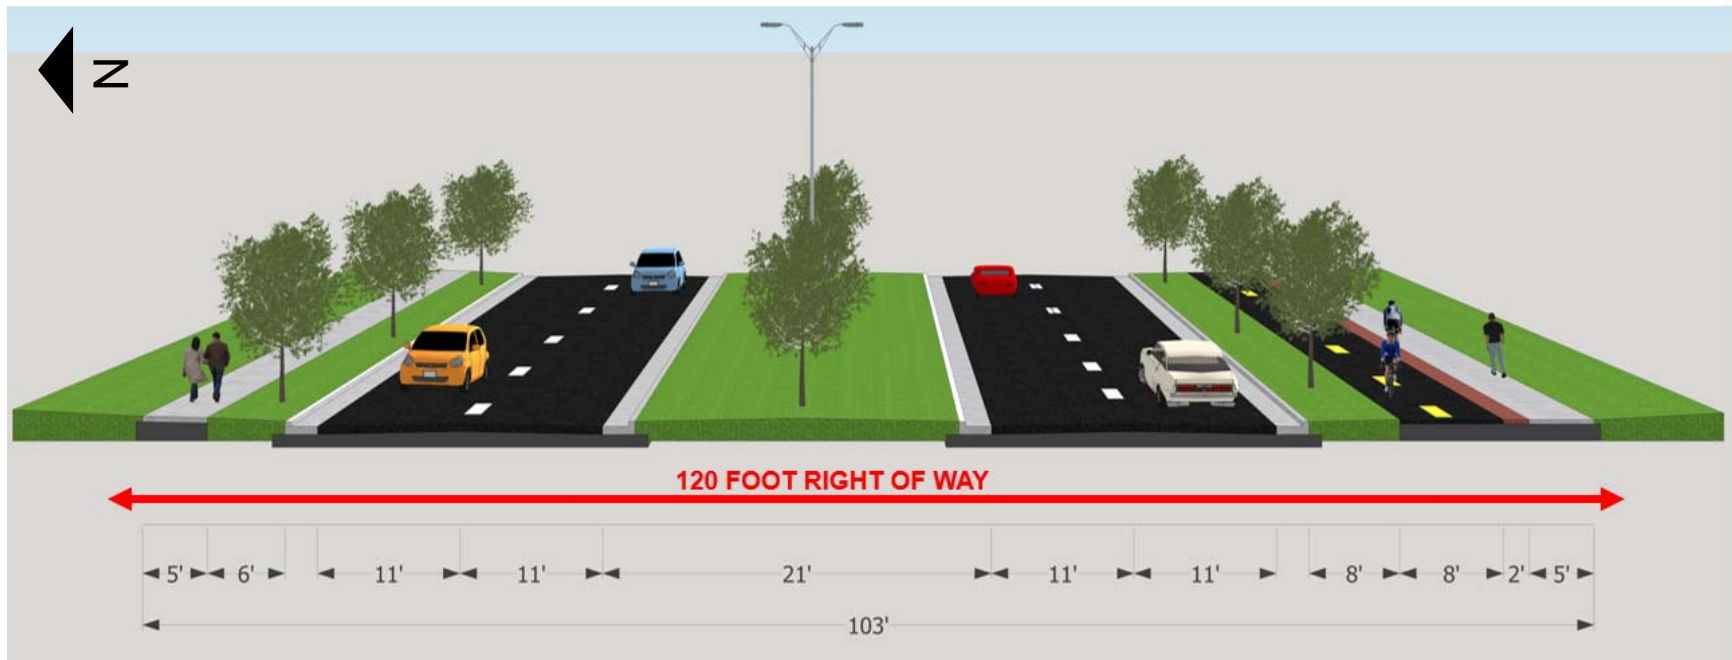 N
120 FOOT RIGHT OF WAY
5' 6' 11' 11' 21' 11' 11' 8' 8' 2' 5'
103'